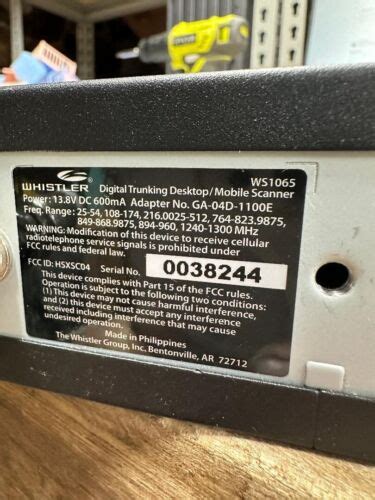 WHISTLER Digital Trunking Desktop/Mobile Scanner WS1065
Power: 13.8V DC 600mA Adapter No. GA-04D-1100E
Freq. Range: 25-54, 108-174, 216.0025-512, 764-823.9875,
849-868.9875, 894-960, 1240-1300 MHz
WARNING: Modification of this device to receive cellular
radiotelephone service signals is prohibited under
FCC rules and federal law.
FCC ID: HSXSC04 Serial No. 0038244
This device complies with Part 15 of the FCC rules.
Operation is subject to the following two conditions:
(1) This device may not cause harmful interference,
and (2) this device must accept any interference
received including interference that may cause
undesired operation.
Made in Philippines
The Whistler Group, Inc. Bentonville, AR 72712